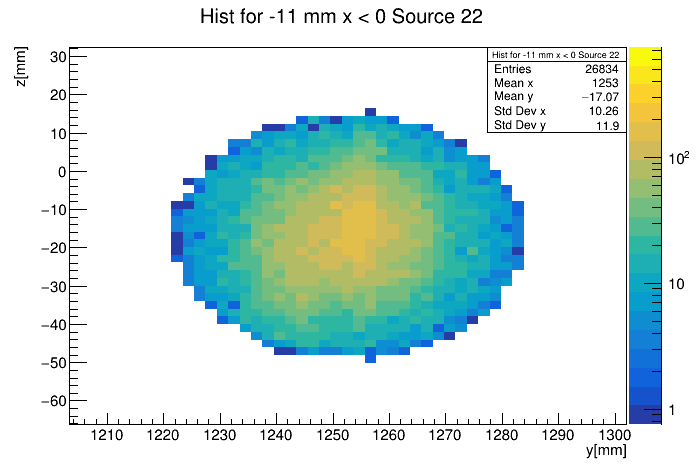 Hist for -11 mm x < 0 Source 22
z[mm]
Hist for -11 mm x < 0 Source 22
Entries 26834
Mean x 1253
Mean y −17.07
Std Dev x 10.26
Std Dev y 11.9
30
20
10
0
−10
−20
−30
−40
−50
−60
10²
10
1
1210 1220 1230 1240 1250 1260 1270 1280 1290 1300
y[mm]